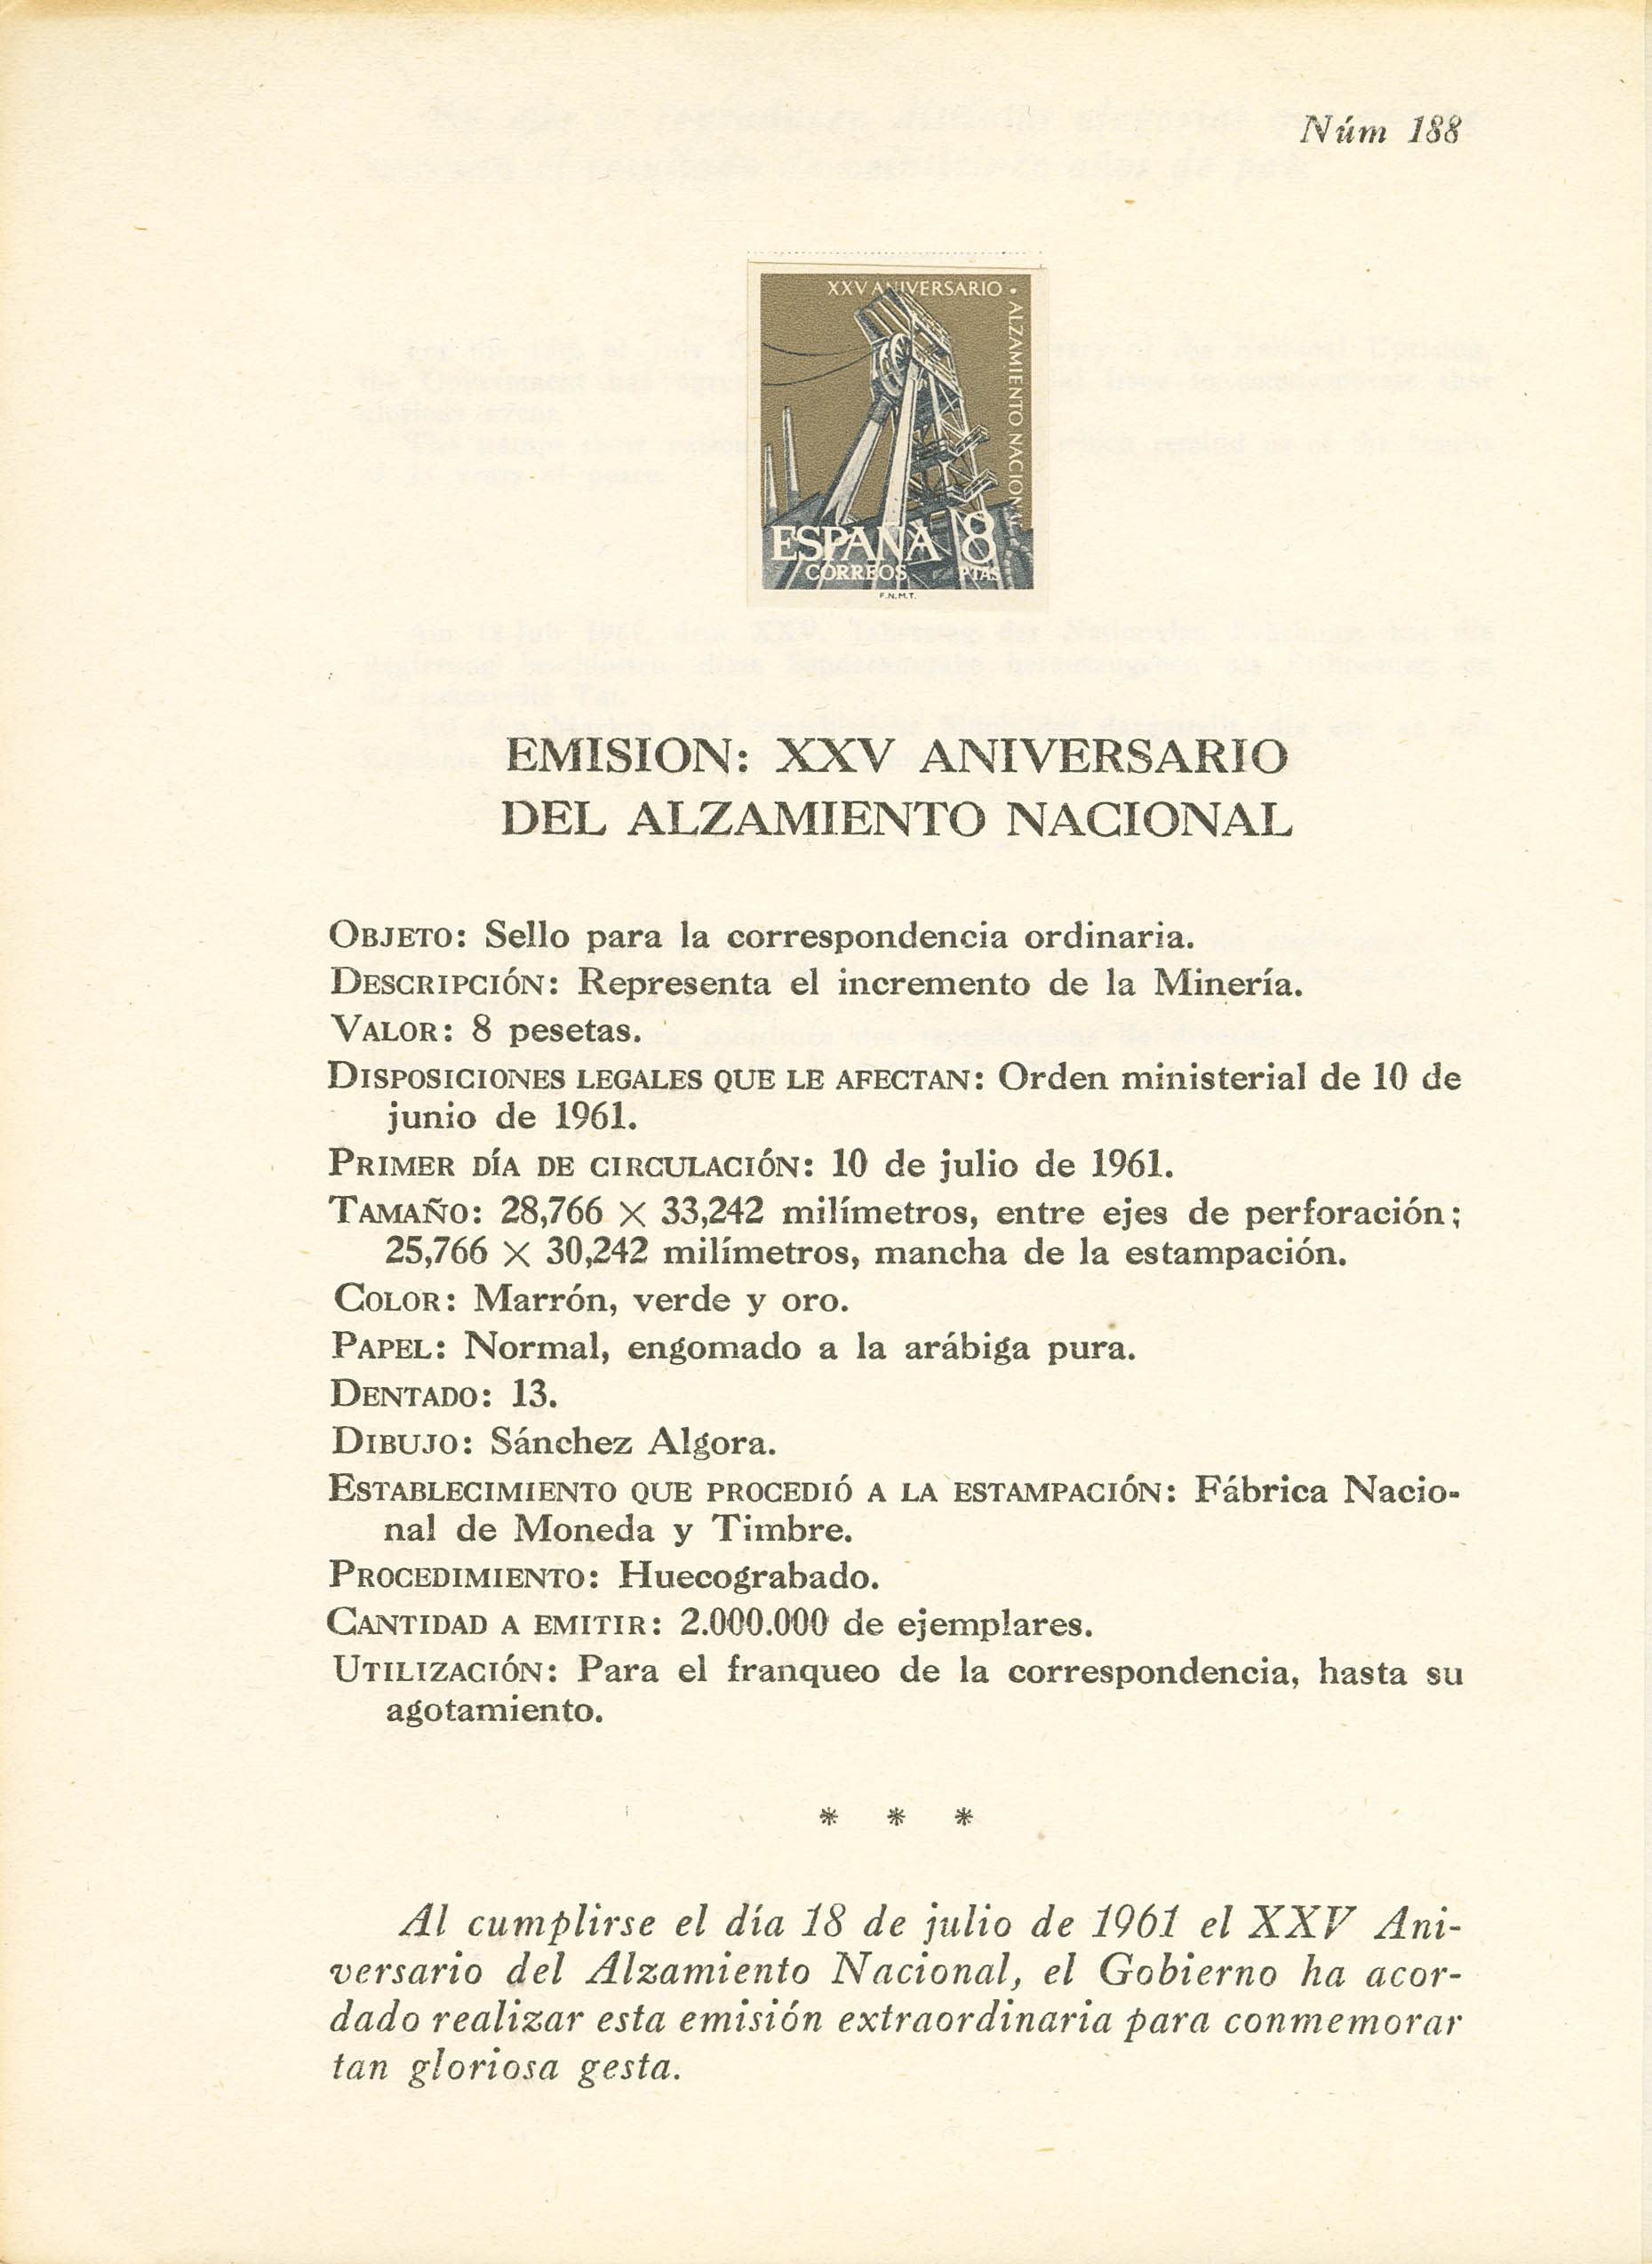 Núm 188
XXV ANIVERSARIO •
ALZAMIENTO NACIONAL
ESPAÑA 8
CORREOS PTAS
F.N.M.T.
EMISION: XXV ANIVERSARIO
DEL ALZAMIENTO NACIONAL
OBJETO: Sello para la correspondencia ordinaria.
DESCRIPCIÓN: Representa el incremento de la Minería.
VALOR: 8 pesetas.
DISPOSICIONES LEGALES QUE LE AFECTAN: Orden ministerial de 10 de
junio de 1961.
PRIMER DÍA DE CIRCULACIÓN: 10 de julio de 1961.
TAMAÑO: 28,766 × 33,242 milímetros, entre ejes de perforación;
25,766 × 30,242 milímetros, mancha de la estampación.
COLOR: Marrón, verde y oro.
PAPEL: Normal, engomado a la arábiga pura.
DENTADO: 13.
DIBUJO: Sánchez Algora.
ESTABLECIMIENTO QUE PROCEDIÓ A LA ESTAMPACIÓN: Fábrica Nacio-
nal de Moneda y Timbre.
PROCEDIMIENTO: Huecograbado.
CANTIDAD A EMITIR: 2.000.000 de ejemplares.
UTILIZACIÓN: Para el franqueo de la correspondencia, hasta su
agotamiento.
* * *
Al cumplirse el día 18 de julio de 1961 el XXV Ani-
versario del Alzamiento Nacional, el Gobierno ha acor-
dado realizar esta emisión extraordinaria para conmemorar
tan gloriosa gesta.